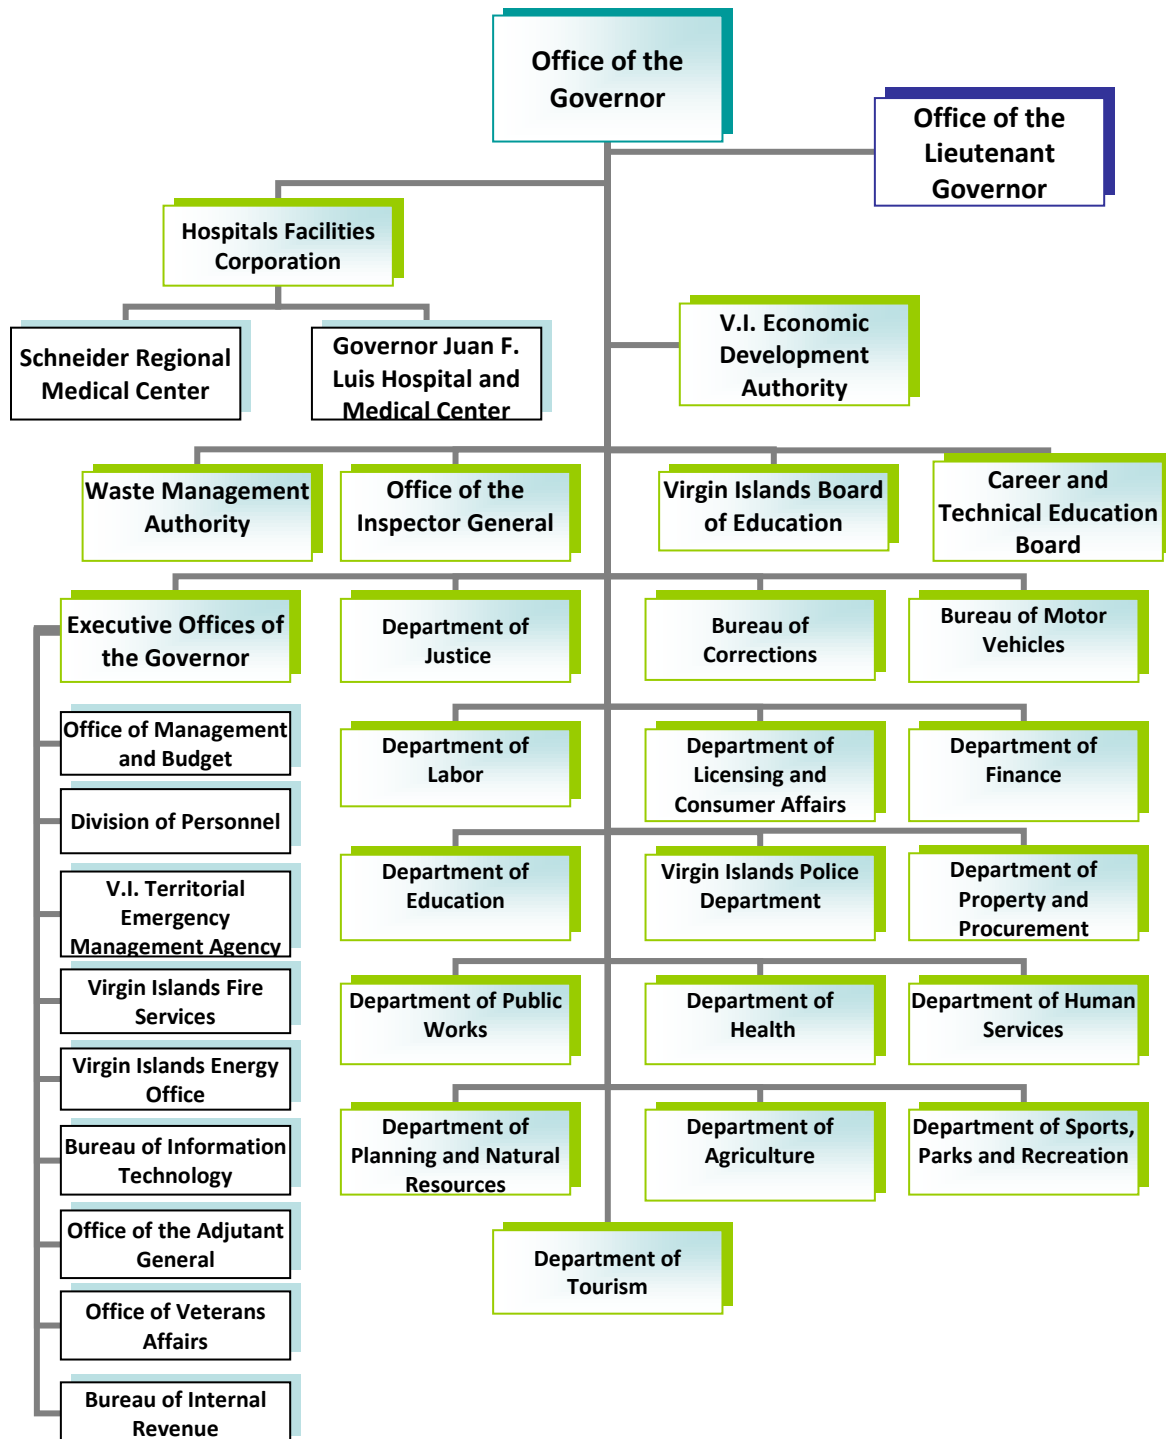 Office of the
Governor
Office of the
Lieutenant
Governor
Hospitals Facilities
Corporation
Schneider Regional
Medical Center
Governor Juan F.
Luis Hospital and
Medical Center
V.I. Economic
Development
Authority
Waste Management
Authority
Office of the
Inspector General
Virgin Islands Board
of Education
Career and
Technical Education
Board
Executive Offices of
the Governor
Department of
Justice
Bureau of
Corrections
Bureau of Motor
Vehicles
Office of Management
and Budget
Division of Personnel
V.I. Territorial
Emergency
Management Agency
Virgin Islands Fire
Services
Virgin Islands Energy
Office
Bureau of Information
Technology
Office of the Adjutant
General
Office of Veterans
Affairs
Bureau of Internal
Revenue
Department of
Labor
Department of
Licensing and
Consumer Affairs
Department of
Finance
Department of
Education
Virgin Islands Police
Department
Department of
Property and
Procurement
Department of Public
Works
Department of
Health
Department of Human
Services
Department of
Planning and Natural
Resources
Department of
Agriculture
Department of Sports,
Parks and Recreation
Department of
Tourism